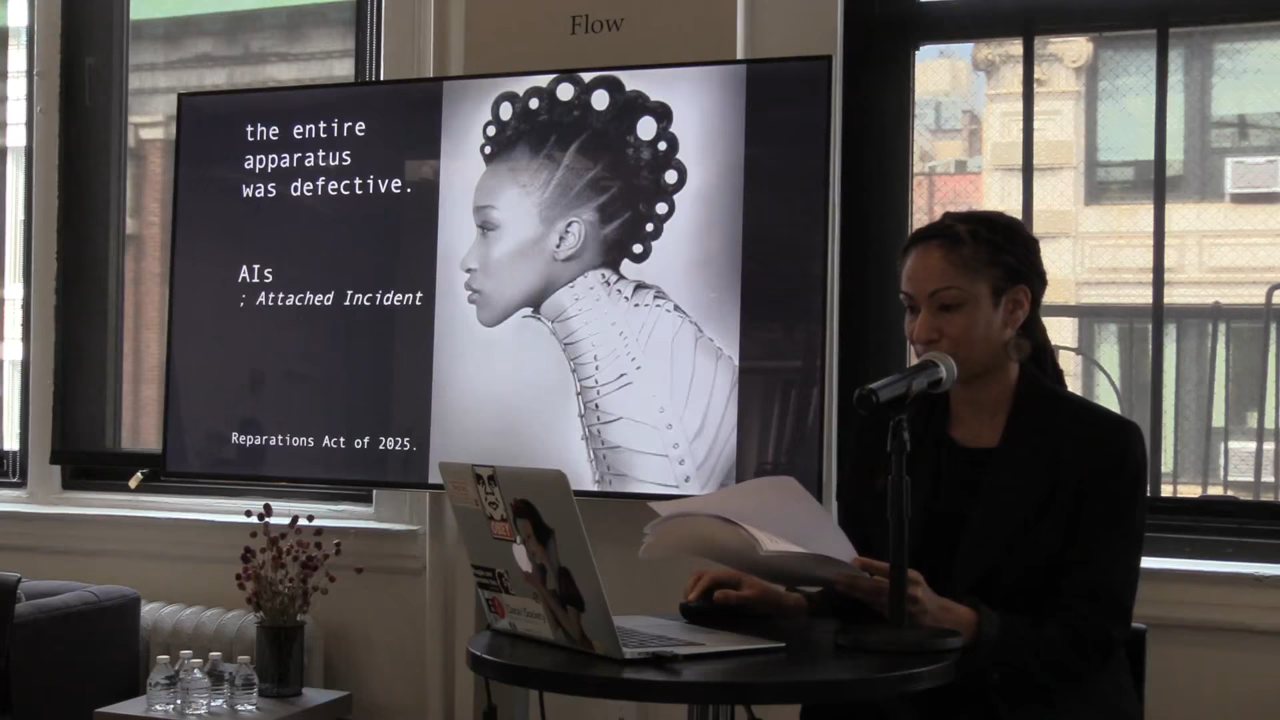 Flow
the entire
apparatus
was defective.
AIs
; Attached Incident
Reparations Act of 2025.
OBEY